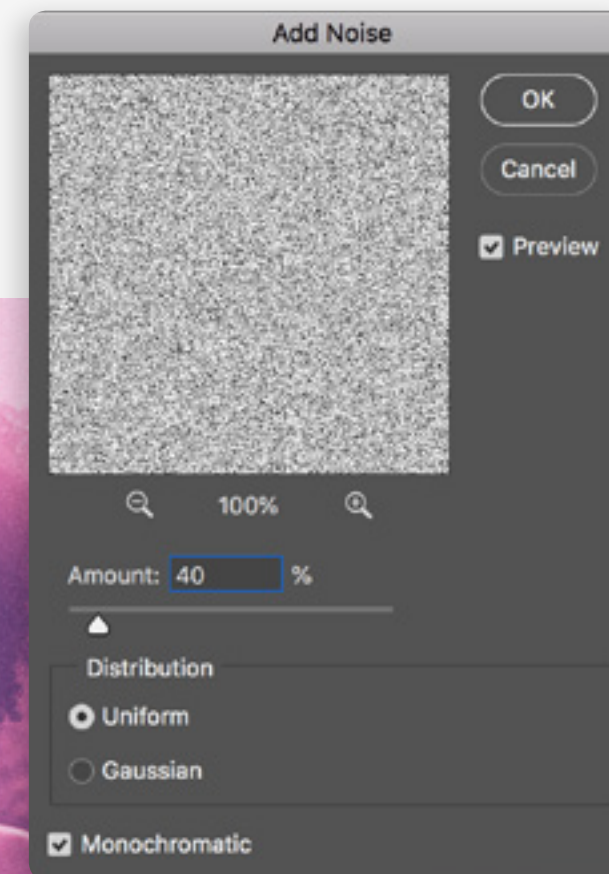 Add Noise
OK
Cancel
Preview
100%
Amount: 40 %
Distribution
Uniform
Gaussian
Monochromatic